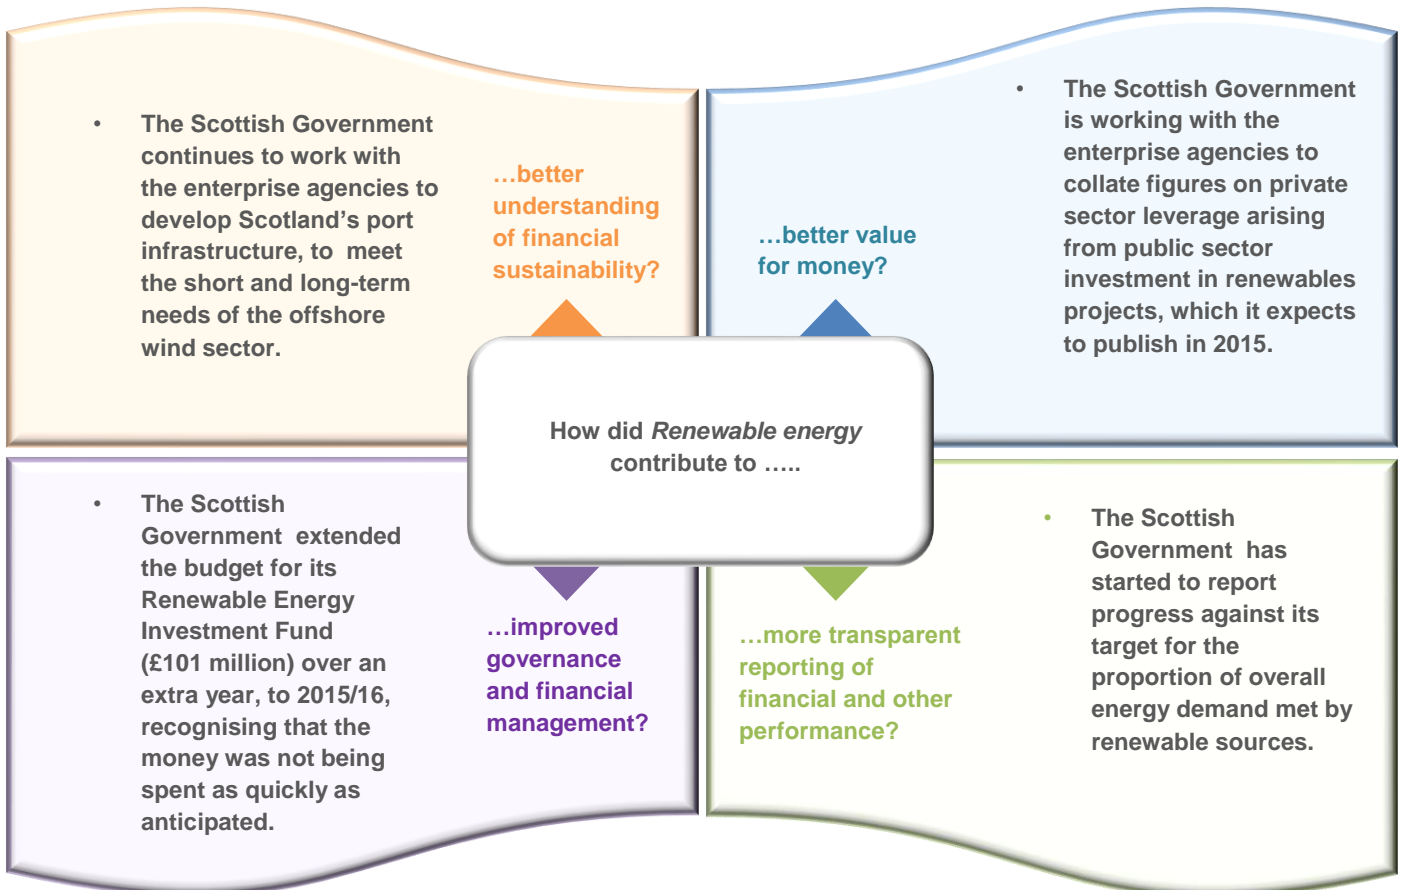 • The Scottish Government
continues to work with
the enterprise agencies to
develop Scotland's port
infrastructure, to meet
the short and long-term
needs of the offshore
wind sector.
…better
understanding
of financial
sustainability?
…better value
for money?
• The Scottish Government
is working with the
enterprise agencies to
collate figures on private
sector leverage arising
from public sector
investment in renewables
projects, which it expects
to publish in 2015.
How did Renewable energy
contribute to …..
• The Scottish
Government extended
the budget for its
Renewable Energy
Investment Fund
(£101 million) over an
extra year, to 2015/16,
recognising that the
money was not being
spent as quickly as
anticipated.
…improved
governance
and financial
management?
…more transparent
reporting of
financial and other
performance?
• The Scottish
Government has
started to report
progress against its
target for the
proportion of overall
energy demand met by
renewable sources.